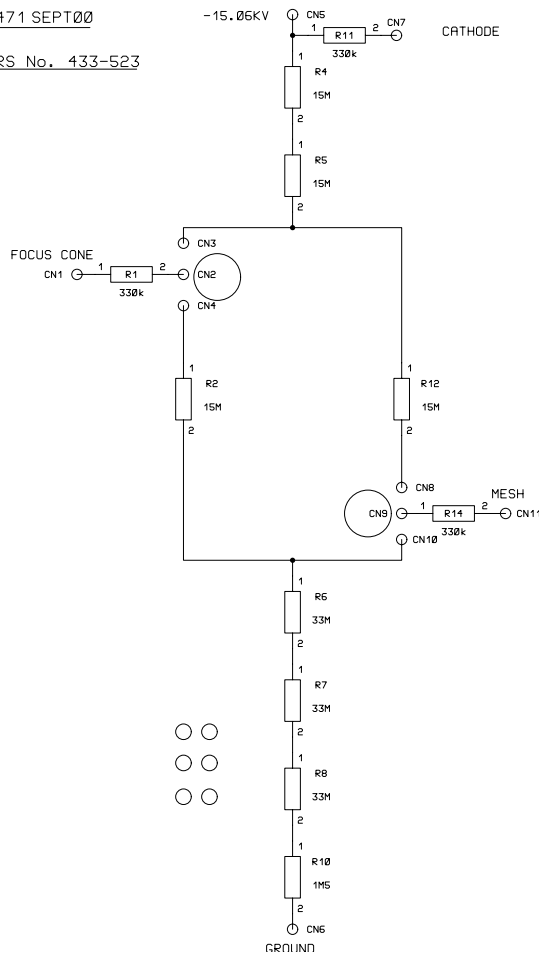 471 SEPT00
RS No. 433-523
-15.06KV
CN5
CN7
CATHODE
1
R11
2
330k
1
R4
15M
2
1
R5
15M
2
CN3
FOCUS CONE
CN1
1
R1
2
CN2
330k
CN4
1
R2
15M
2
1
R12
15M
2
CN8
MESH
CN9
1
R14
2
CN11
330k
CN10
1
R6
33M
2
1
R7
33M
2
1
R8
33M
2
1
R10
1M5
2
CN6
GROUND